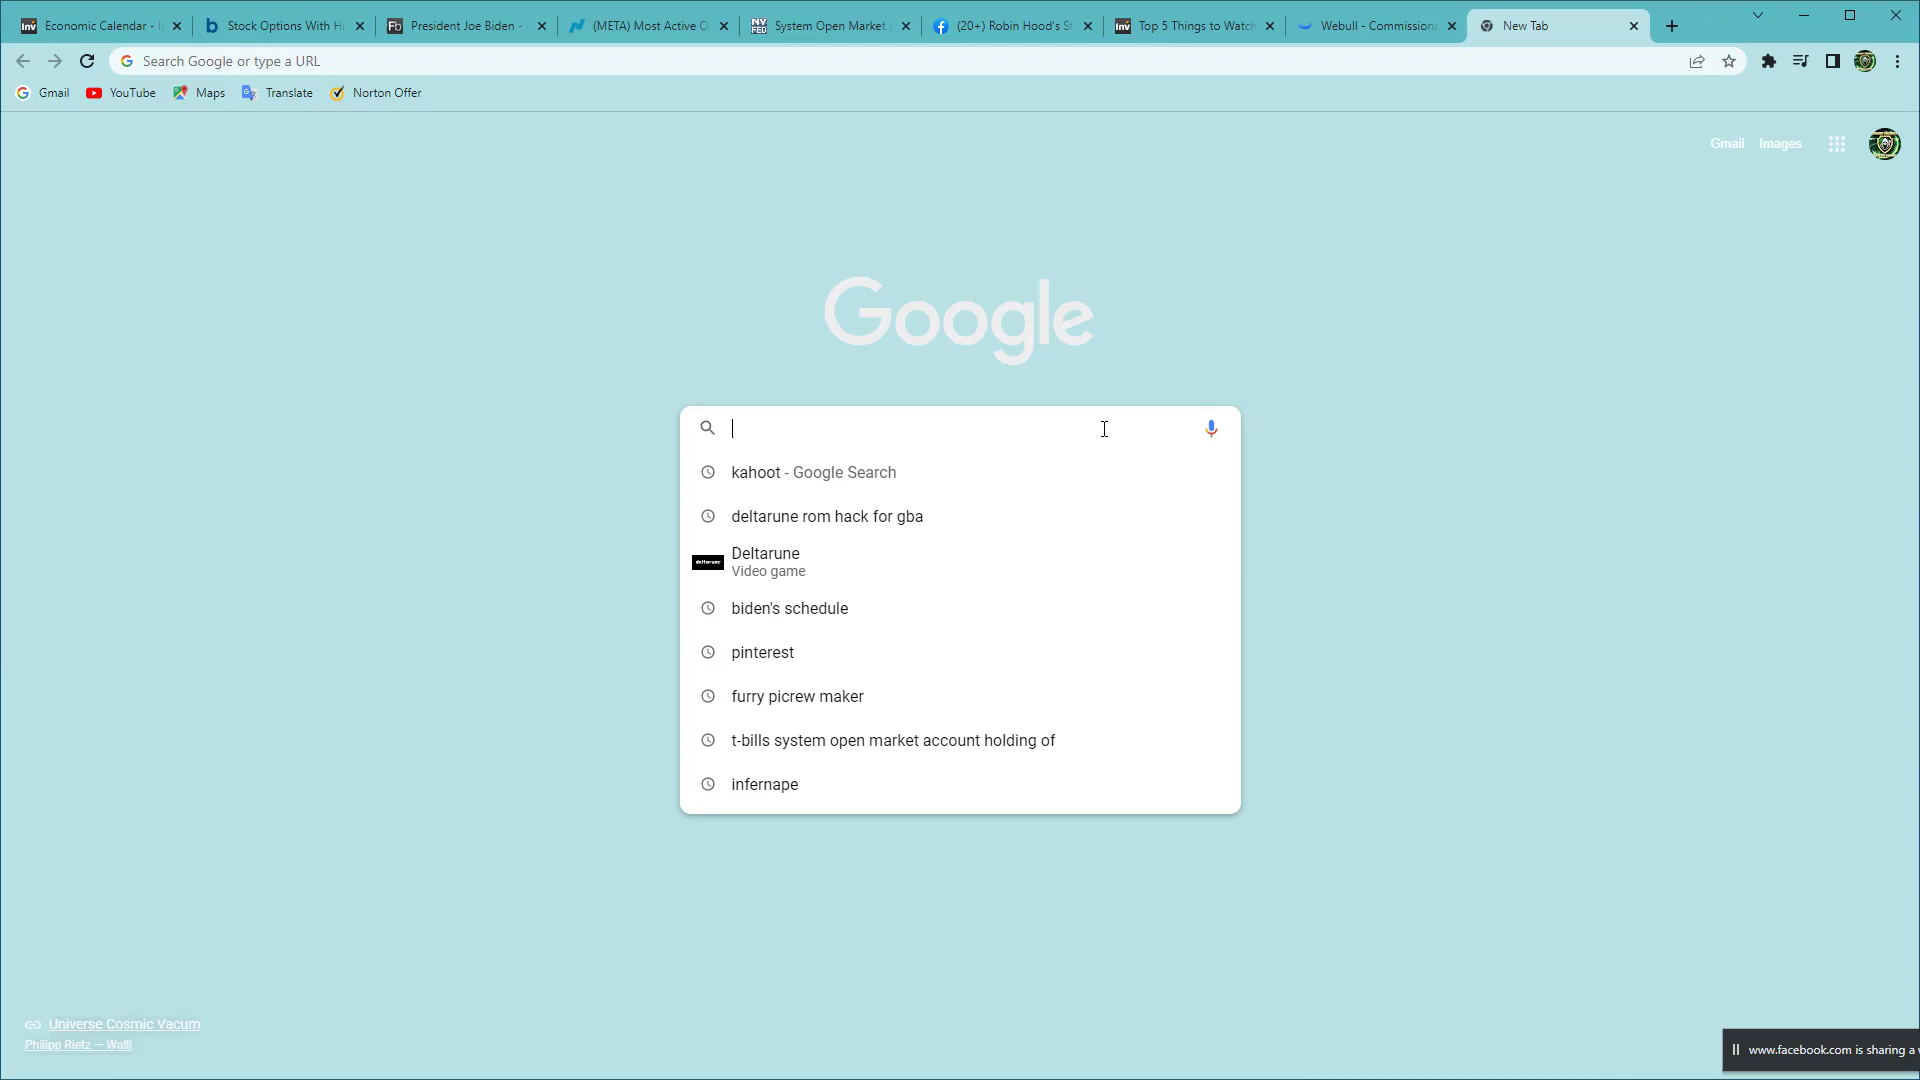 Economic Calendar - I
Stock Options With Hi
President Joe Biden -
(META) Most Active O
System Open Market
(20+) Robin Hood's St
Top 5 Things to Watch
Webull - Commissions
New Tab
Search Google or type a URL
Gmail
YouTube
Maps
Translate
Norton Offer
Gmail
Images
Google
kahoot - Google Search
deltarune rom hack for gba
Deltarune
Video game
biden's schedule
pinterest
furry picrew maker
t-bills system open market account holding of
infernape
Universe Cosmic Vacum
Philipp Rietz — Walli
www.facebook.com is sharing a